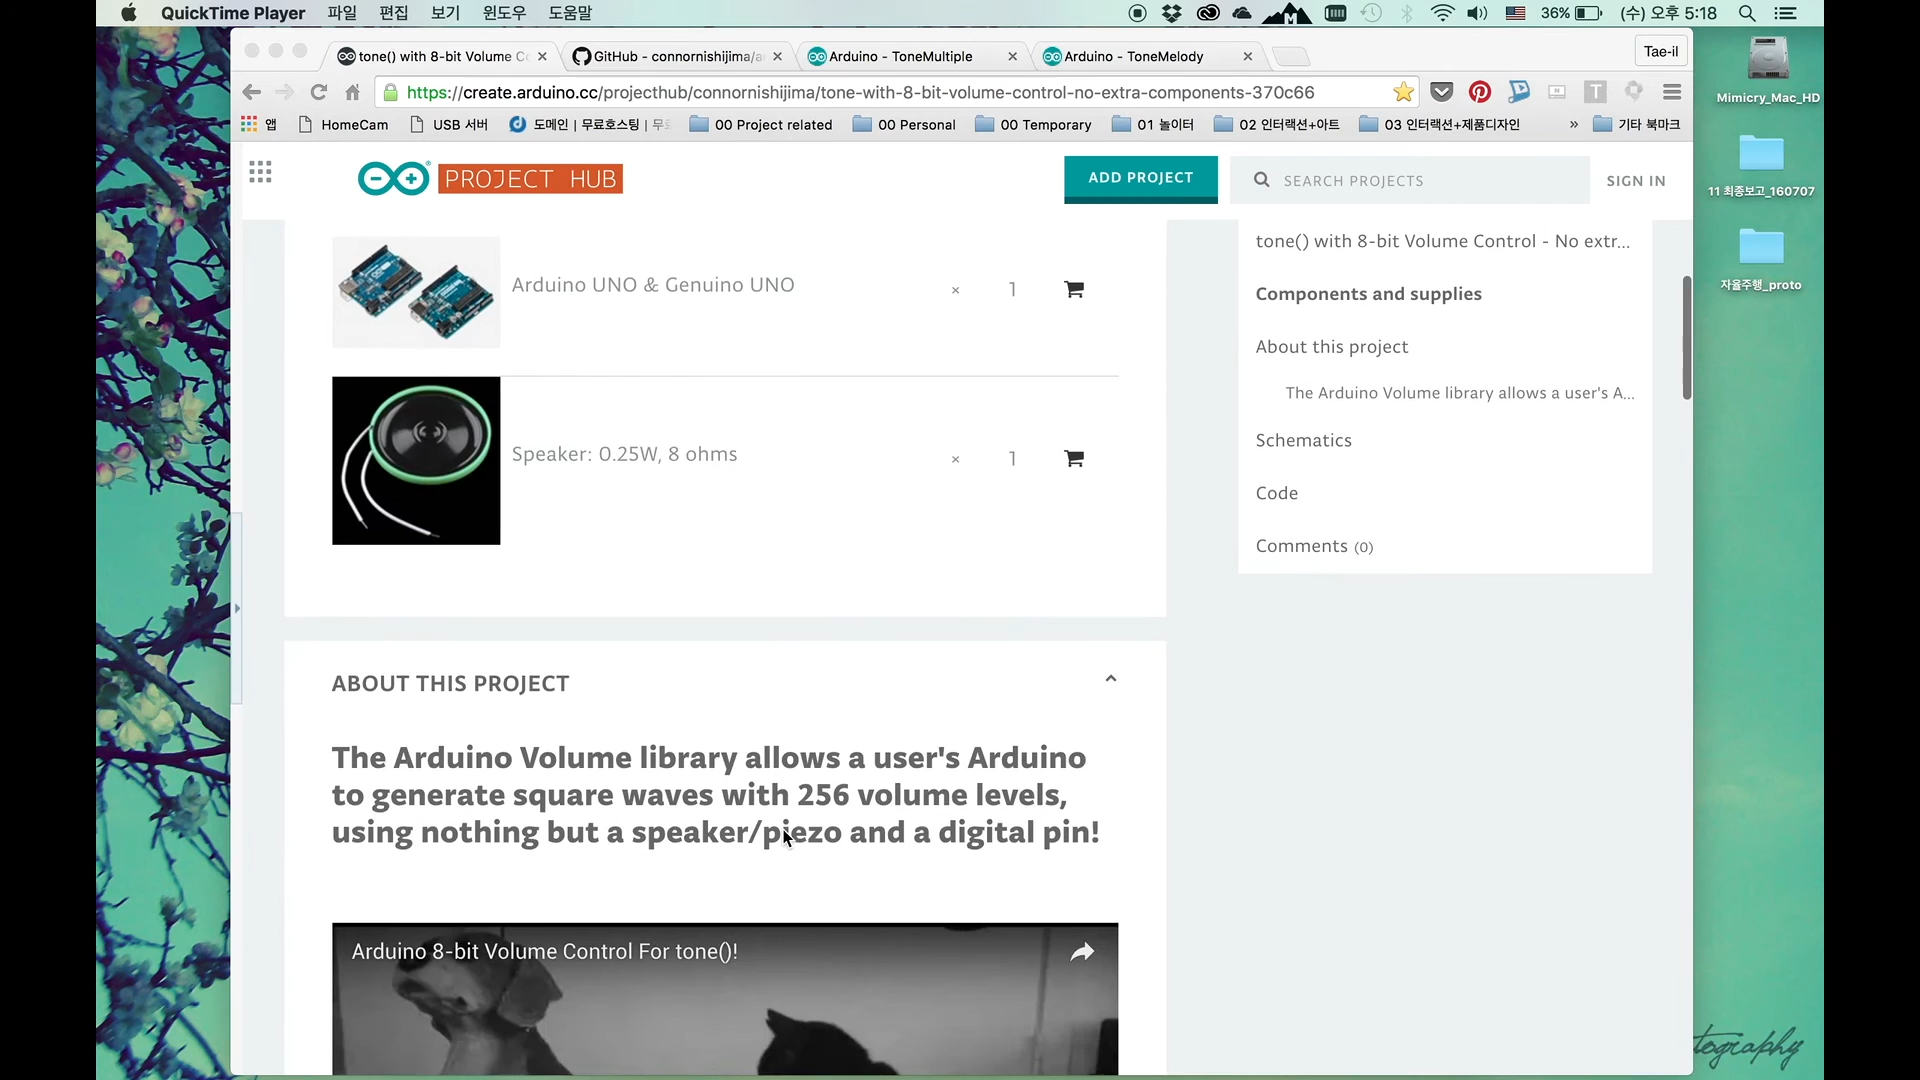 QuickTime Player 파일 편집 보기 윈도우 도움말 36% (수) 오후 5:18
tone() with 8-bit Volume Co GitHub - connornishijima/ar Arduino - ToneMultiple Arduino - ToneMelody Tae-il
https://create.arduino.cc/projecthub/connornishijima/tone-with-8-bit-volume-control-no-extra-components-370c66
앱 HomeCam USB 서버 도메인 | 무료호스팅 | 무료 00 Project related 00 Personal 00 Temporary 01 놀이터 02 인터랙션+아트 03 인터랙션+제품디자인 » 기타 북마크
Mimicry_Mac_HD
11 최종보고_160707
자율주행_proto
PROJECT HUB ADD PROJECT SEARCH PROJECTS SIGN IN
Arduino UNO & Genuino UNO × 1
Speaker: 0.25W, 8 ohms × 1
tone() with 8-bit Volume Control - No extr...
Components and supplies
About this project
The Arduino Volume library allows a user's A...
Schematics
Code
Comments (0)
ABOUT THIS PROJECT
The Arduino Volume library allows a user's Arduino
to generate square waves with 256 volume levels,
using nothing but a speaker/piezo and a digital pin!
Arduino 8-bit Volume Control For tone()!
tography